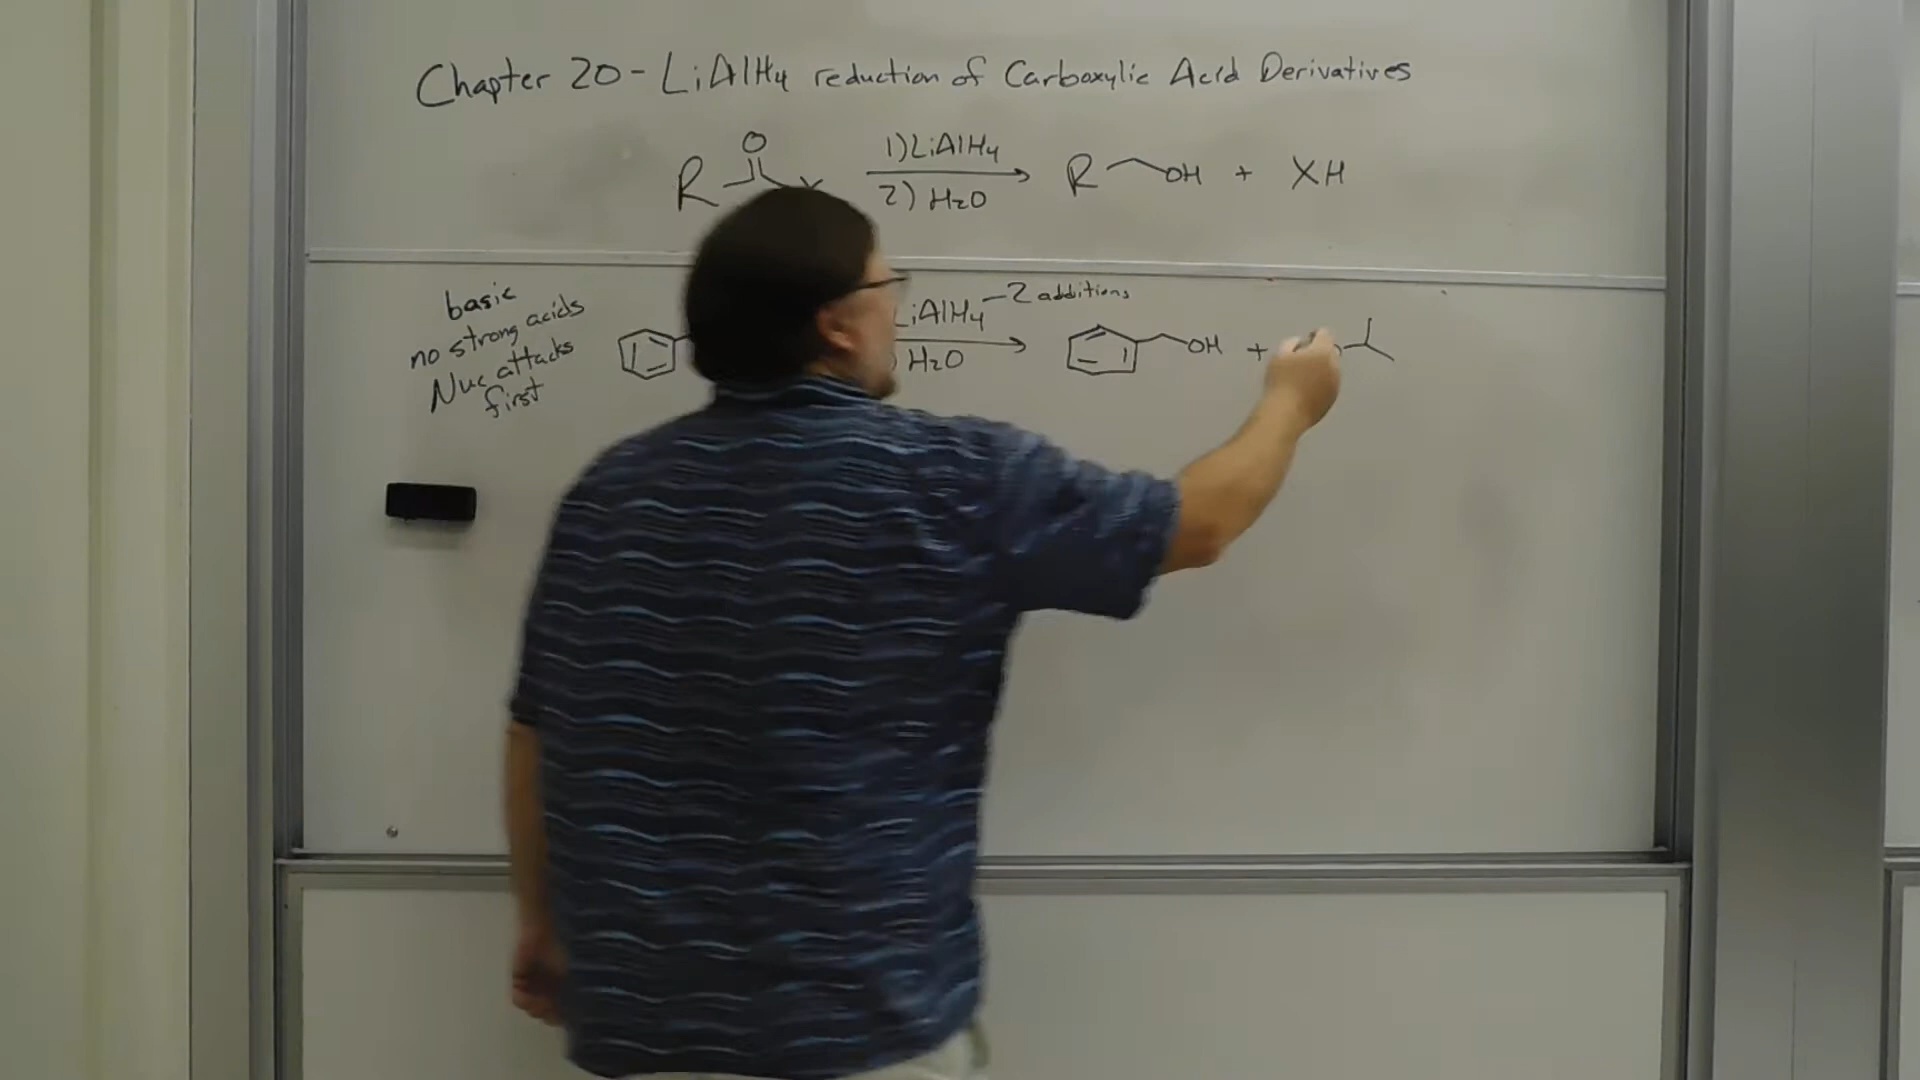 Chapter 20 - LiAlH4 reduction of Carboxylic Acid Derivatives
O
R
1) LiAlH4
2) H2O
R OH + XH
basic
no strong acids
Nuc attacks
first
LiAlH4 - 2 additions
H2O
OH +